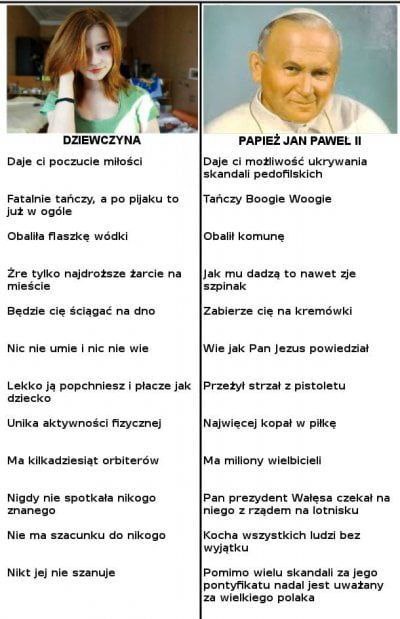 DZIEWCZYNA
PAPIEŻ JAN PAWEŁ II
Daje ci poczucie miłości
Daje ci możliwość ukrywania
skandali pedofilskich
Fatalnie tańczy, a po pijaku to
już w ogóle
Tańczy Boogie Woogie
Obaliła flaszkę wódki
Obalił komunę
Żre tylko najdroższe żarcie na
mieście
Jak mu dadzą to nawet zje
szpinak
Będzie cię ściągać na dno
Zabierze cię na kremówki
Nic nie umie i nic nie wie
Wie jak Pan Jezus powiedział
Lekko ją popchniesz i płacze jak
dziecko
Przeżył strzał z pistoletu
Unika aktywności fizycznej
Najwięcej kopał w piłkę
Ma kilkadziesiąt orbiterów
Ma miliony wielbicieli
Nigdy nie spotkała nikogo
znanego
Pan prezydent Wałęsa czekał na
niego z rządem na lotnisku
Nie ma szacunku do nikogo
Kocha wszystkich ludzi bez
wyjątku
Nikt jej nie szanuje
Pomimo wielu skandali za jego
pontyfikatu nadal jest uważany
za wielkiego polaka